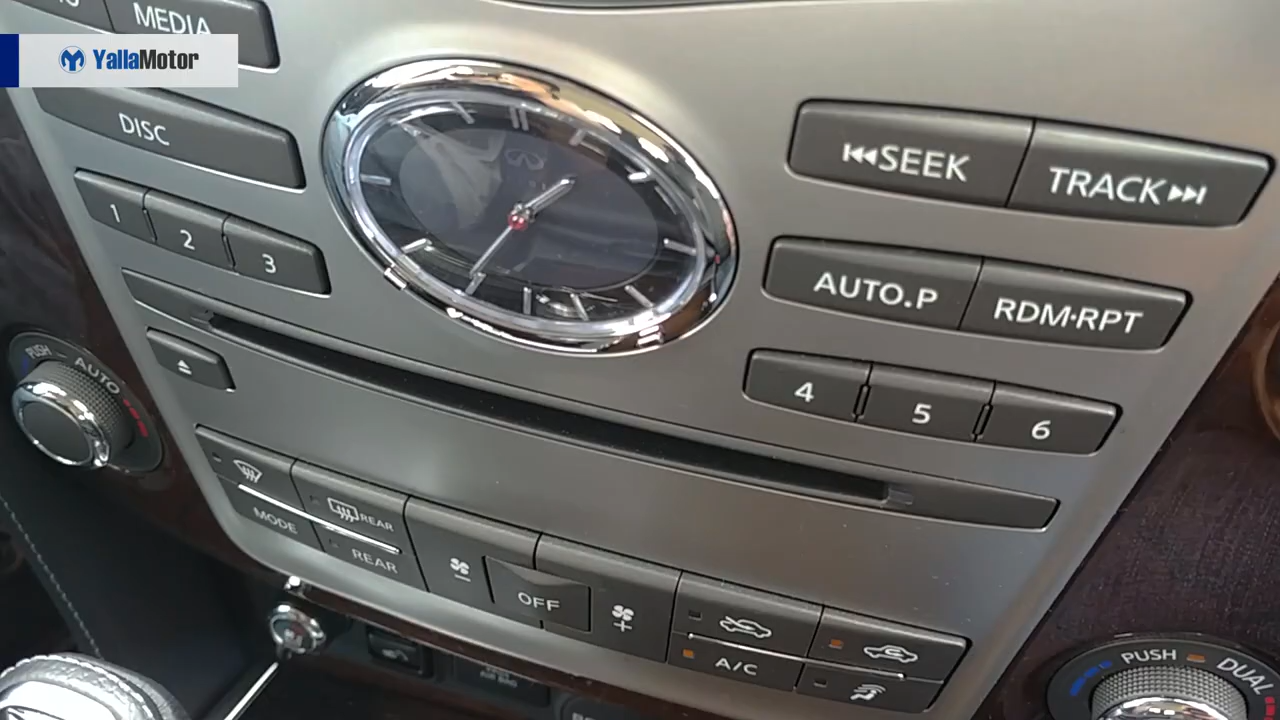 MEDIA
YallaMotor
DISC
1
2
3
SEEK
TRACK
AUTO.P
RDM·RPT
4
5
6
PUSH
AUTO
REAR
MODE
REAR
OFF
A/C
PUSH
DUAL